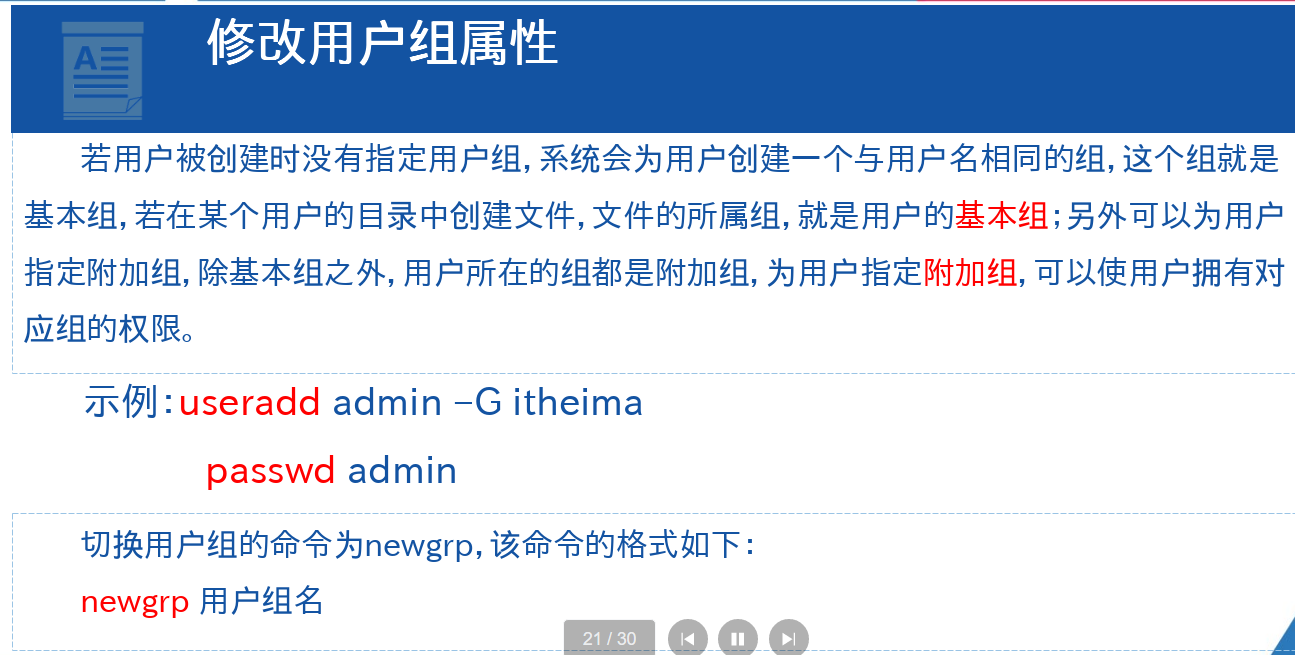 A
修改用户组属性
若用户被创建时没有指定用户组,系统会为用户创建一个与用户名相同的组,这个组就是
基本组,若在某个用户的目录中创建文件,文件的所属组,就是用户的基本组;另外可以为用户
指定附加组,除基本组之外,用户所在的组都是附加组,为用户指定附加组,可以使用户拥有对
应组的权限。
示例:useradd admin –G itheima
passwd admin
切换用户组的命令为newgrp,该命令的格式如下:
newgrp 用户组名
21 / 30